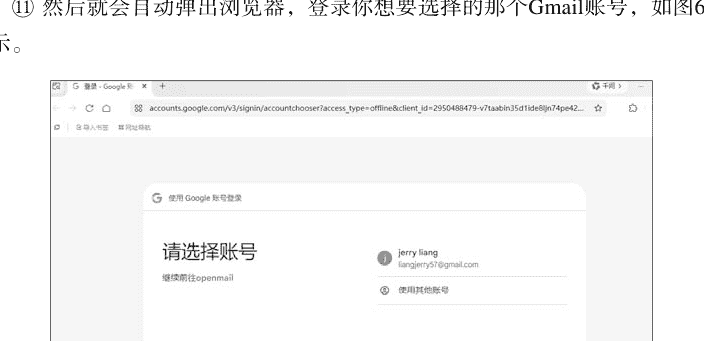 ⑪ 然后就会自动弹出浏览器，登录你想要选择的那个Gmail账号，如图6
示。
登录 - Google 账
千问
accounts.google.com/v3/signin/accountchooser?access_type=offline&client_id=2950488479-v7taabin35d1ide8ljn74pe42...
导入书签 网址导航
使用 Google 账号登录
请选择账号
继续前往openmail
j
jerry liang
liangjerry57@gmail.com
使用其他账号